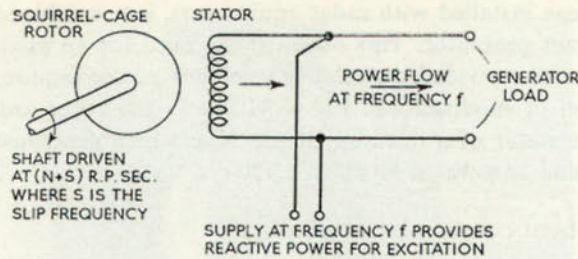 SQUIRREL-CAGE
ROTOR
STATOR
POWER FLOW
AT FREQUENCY f
GENERATOR
LOAD
SHAFT DRIVEN
AT (N+S) R.P. SEC.
WHERE S IS THE
SLIP FREQUENCY
SUPPLY AT FREQUENCY f PROVIDES
REACTIVE POWER FOR EXCITATION